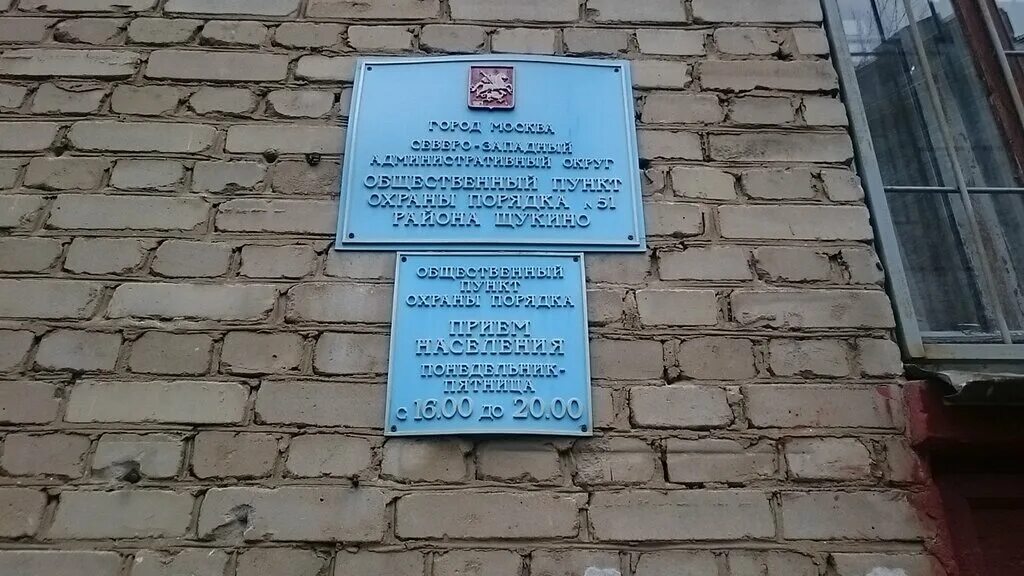 ГОРОД МОСКВА
СЕВЕРО-ЗАПАДНЫЙ
АДМИНИСТРАТИВНЫЙ ОКРУГ
ОБЩЕСТВЕННЫЙ ПУНКТ
ОХРАНЫ ПОРЯДКА №51
РАЙОНА ЩУКИНО
ОБЩЕСТВЕННЫЙ
ПУНКТ
ОХРАНЫ ПОРЯДКА
ПРИЕМ
НАСЕЛЕНИЯ
ПОНЕДЕЛЬНИК-
ПЯТНИЦА
с 16.00 до 20.00